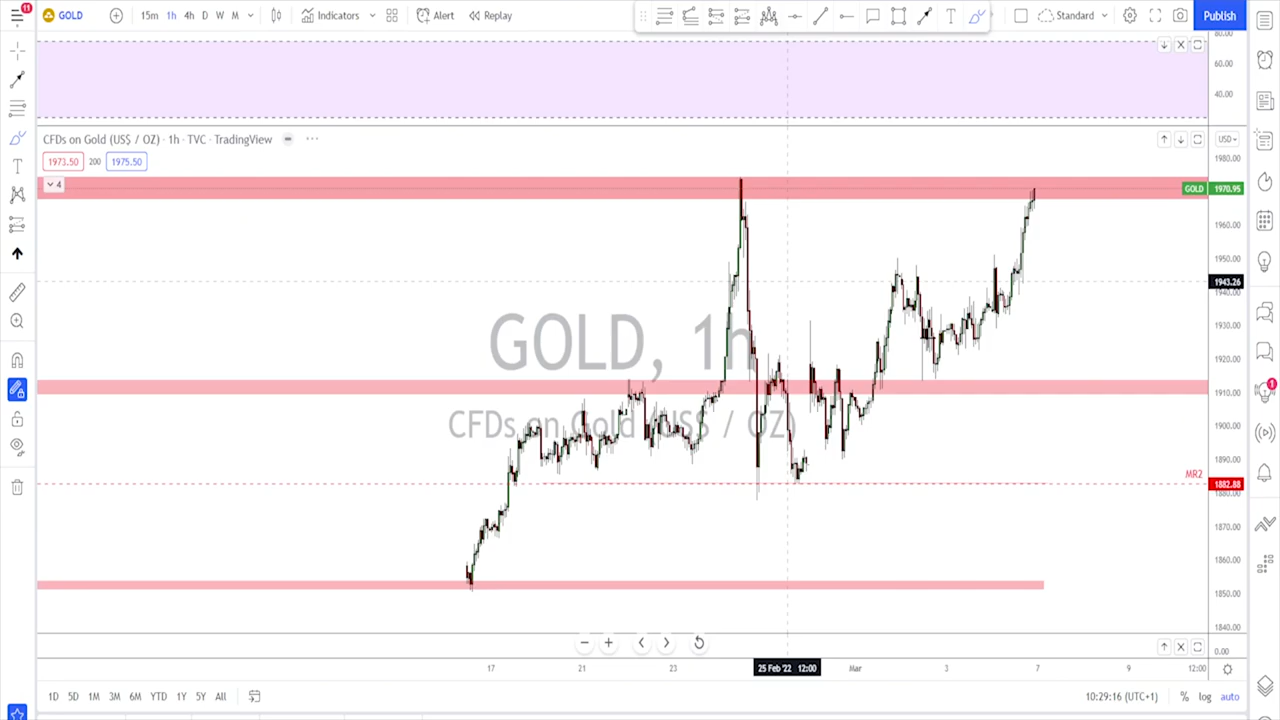 11
GOLD 15m 1h 4h D W M Indicators Alert Replay Standard Publish
80.00
60.00
40.00
CFDs on Gold (US$ / OZ) · 1h · TVC · TradingView
USD
1973.50 200 1975.50
1980.00
4
GOLD 1970.95
1960.00
1950.00
1943.26
1940.00
1930.00
GOLD, 1h
1920.00
1910.00
CFDs on Gold (US$ / OZ)
1900.00
1890.00
MR2
1882.88
1880.00
1870.00
1860.00
1850.00
1840.00
0.00
17 21 23 25 Feb '22 12:00 Mar 3 7 9 12:00
1D 5D 1M 3M 6M YTD 1Y 5Y All 10:29:16 (UTC+1) % log auto
1